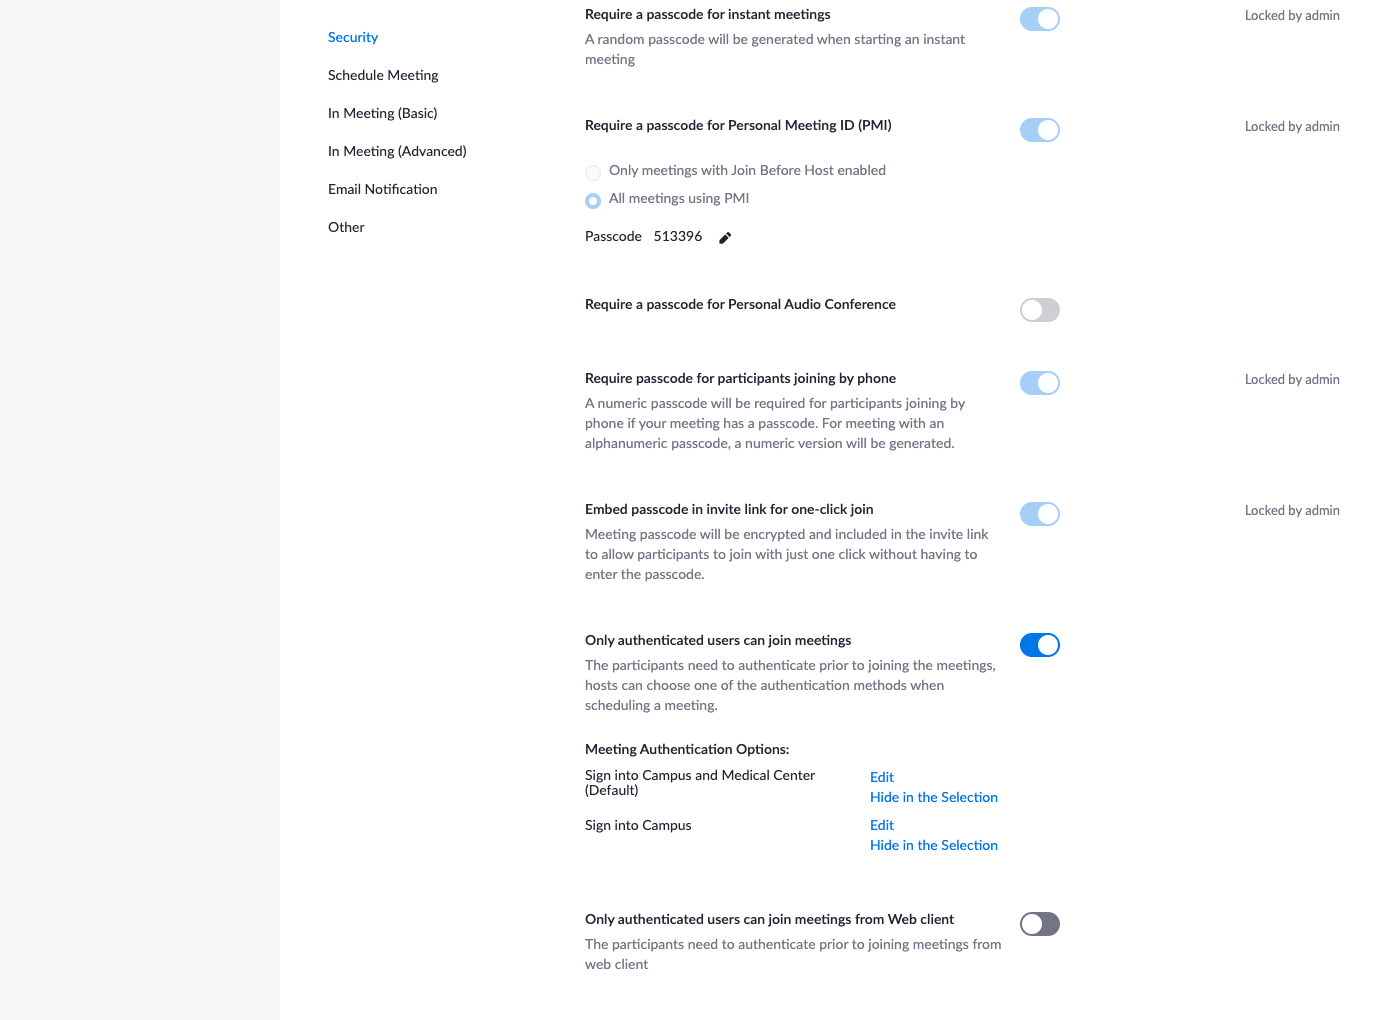 Security
Schedule Meeting
In Meeting (Basic)
In Meeting (Advanced)
Email Notification
Other
Require a passcode for instant meetings
Locked by admin
A random passcode will be generated when starting an instant
meeting
Require a passcode for Personal Meeting ID (PMI)
Locked by admin
Only meetings with Join Before Host enabled
All meetings using PMI
Passcode 513396
Require a passcode for Personal Audio Conference
Require passcode for participants joining by phone
Locked by admin
A numeric passcode will be required for participants joining by
phone if your meeting has a passcode. For meeting with an
alphanumeric passcode, a numeric version will be generated.
Embed passcode in invite link for one-click join
Locked by admin
Meeting passcode will be encrypted and included in the invite link
to allow participants to join with just one click without having to
enter the passcode.
Only authenticated users can join meetings
The participants need to authenticate prior to joining the meetings,
hosts can choose one of the authentication methods when
scheduling a meeting.
Meeting Authentication Options:
Sign into Campus and Medical Center
(Default)
Edit
Hide in the Selection
Sign into Campus
Edit
Hide in the Selection
Only authenticated users can join meetings from Web client
The participants need to authenticate prior to joining meetings from
web client